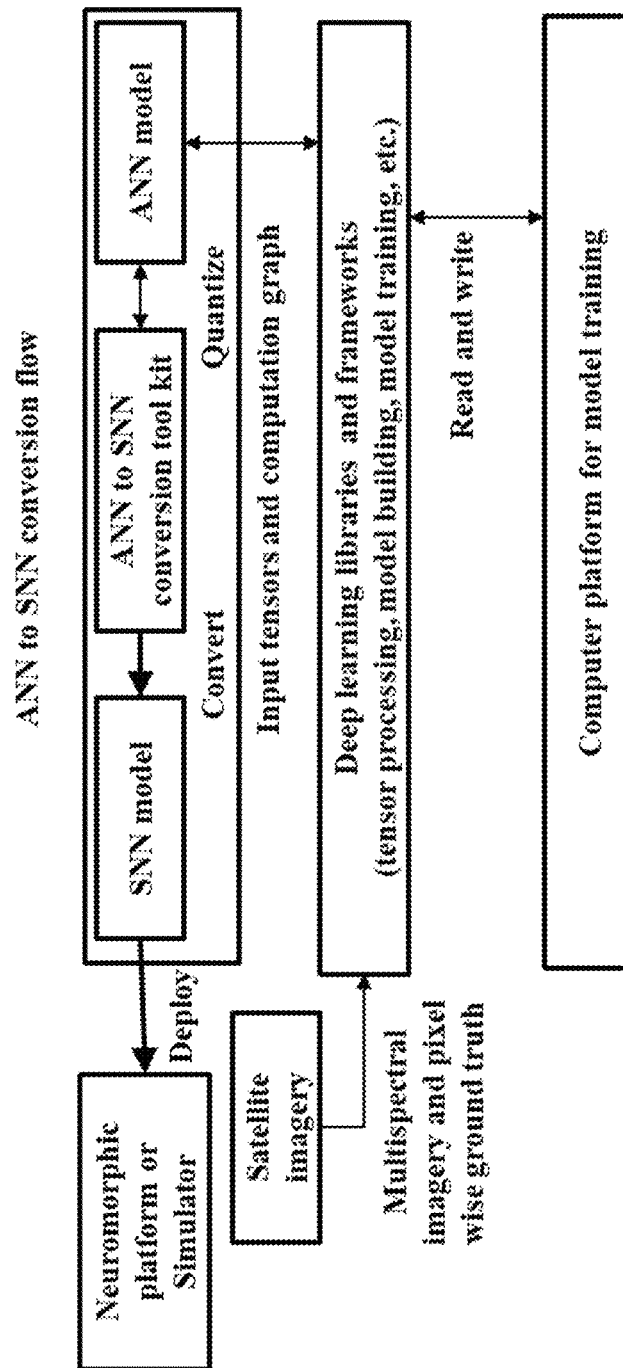 ANN to SNN conversion flow
Neuromorphic
platform or
Simulator
Deploy
SNN model
Convert
ANN to SNN
conversion tool kit
Quantize
ANN model
Satellite
imagery
Input tensors and computation graph
Multispectral
imagery and pixel
wise ground truth
Deep learning libraries and frameworks
(tensor processing, model building, model training, etc.)
Read and write
Computer platform for model training